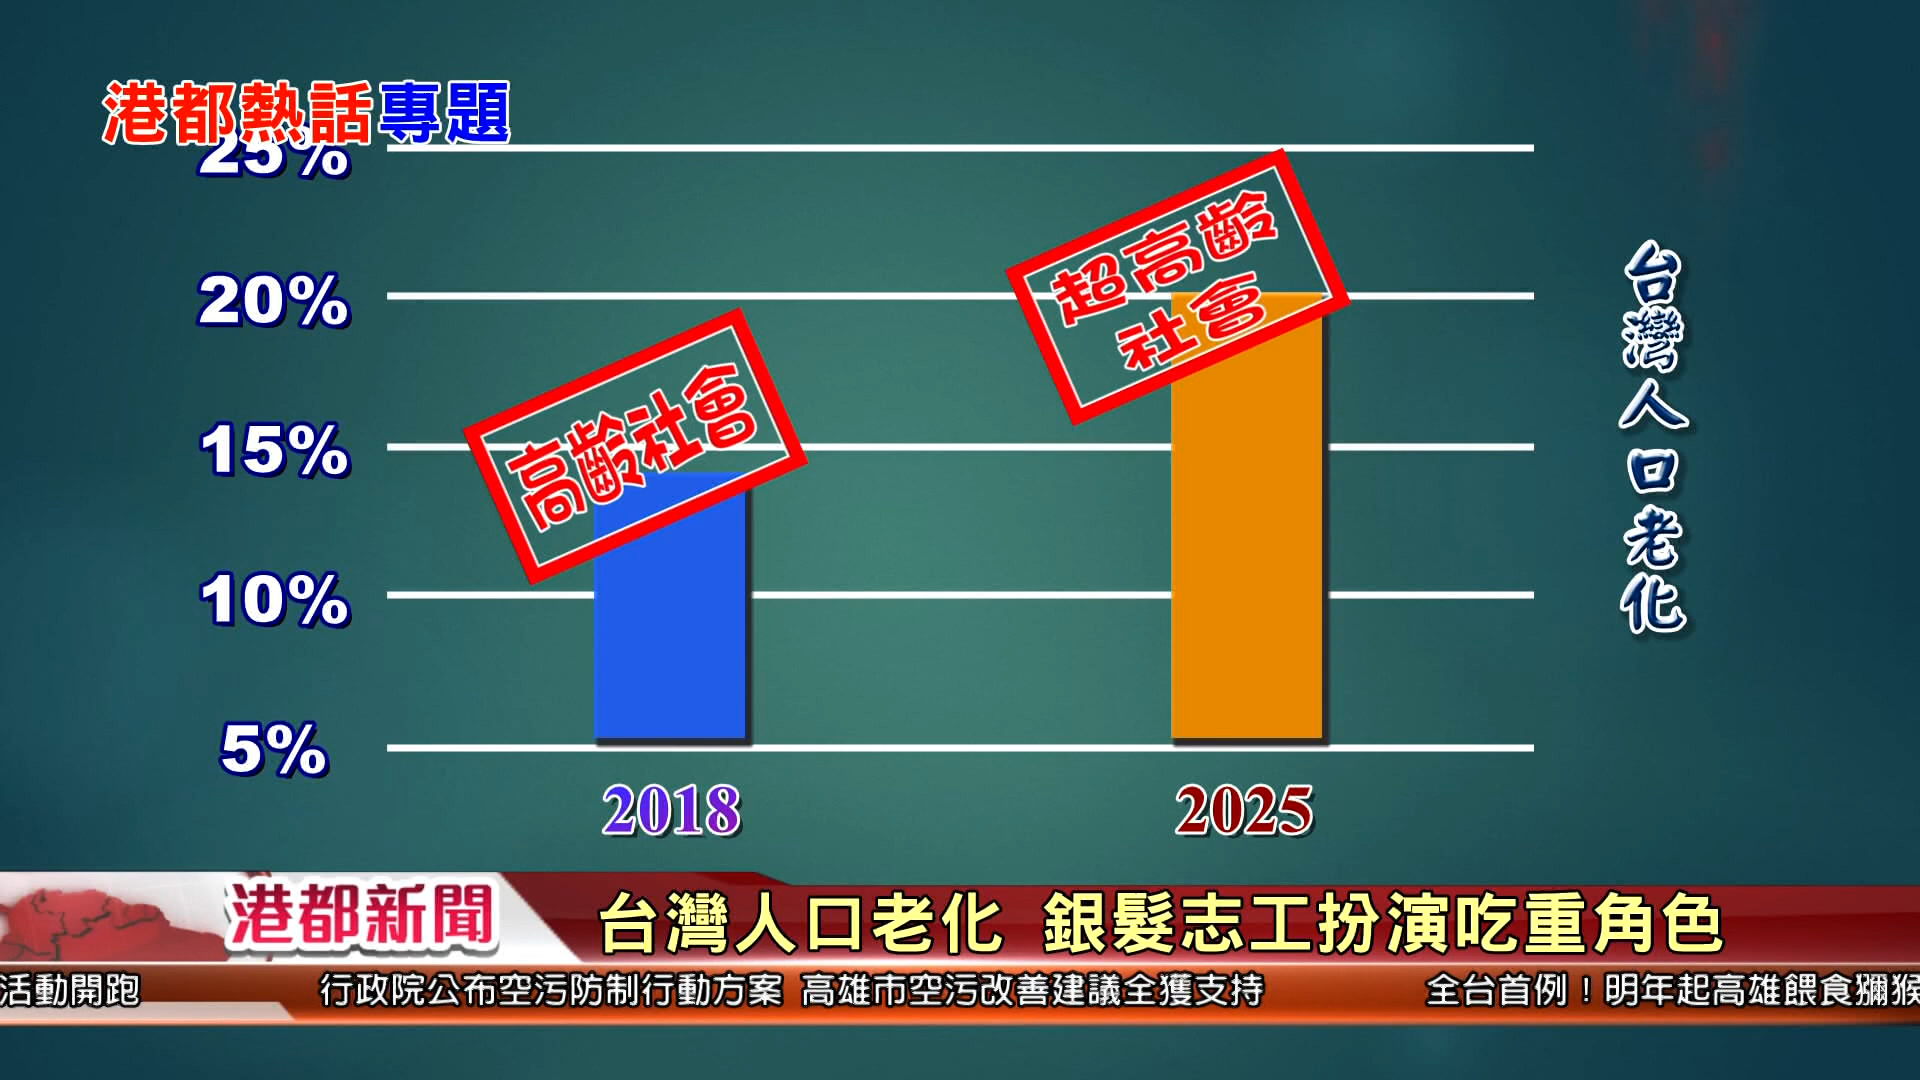 港都熱話專題
25%
20%
15%
10%
5%
高齡社會
超高齡
社會
2018
2025
台灣人口老化
港都新聞
台灣人口老化 銀髮志工扮演吃重角色
活動開跑 行政院公布空污防制行動方案 高雄市空污改善建議全獲支持 全台首例！明年起高雄餵食獼猴